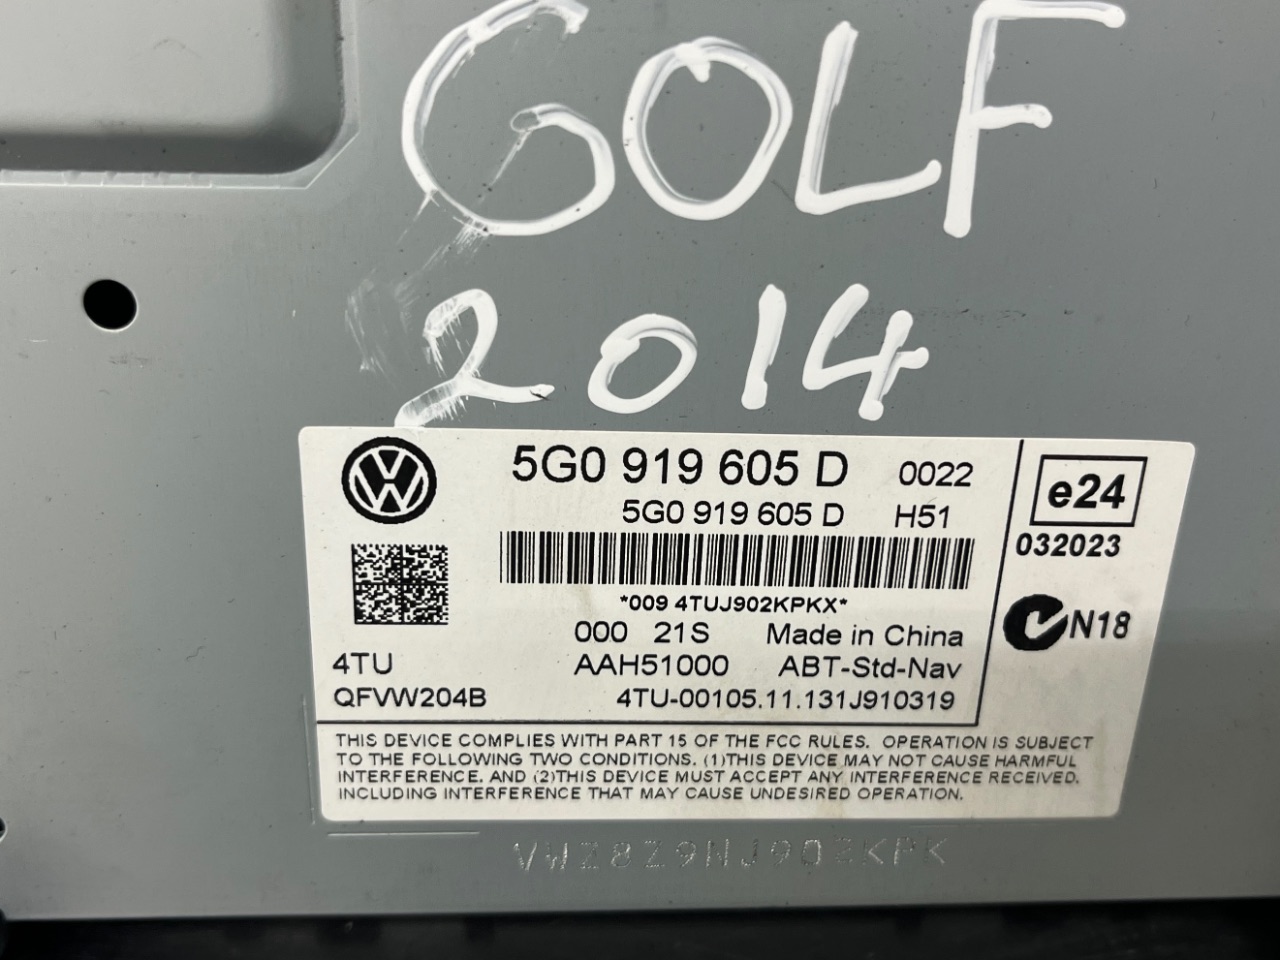 GOLF
2014
5G0 919 605 D 0022
5G0 919 605 D H51
e24
032023
*009 4TUJ902KPKX*
N18
000 21S Made in China
4TU AAH51000 ABT-Std-Nav
QFVW204B 4TU-00105.11.131J910319
THIS DEVICE COMPLIES WITH PART 15 OF THE FCC RULES. OPERATION IS SUBJECT
TO THE FOLLOWING TWO CONDITIONS. (1)THIS DEVICE MAY NOT CAUSE HARMFUL
INTERFERENCE. AND (2)THIS DEVICE MUST ACCEPT ANY INTERFERENCE RECEIVED.
INCLUDING INTERFERENCE THAT MAY CAUSE UNDESIRED OPERATION.